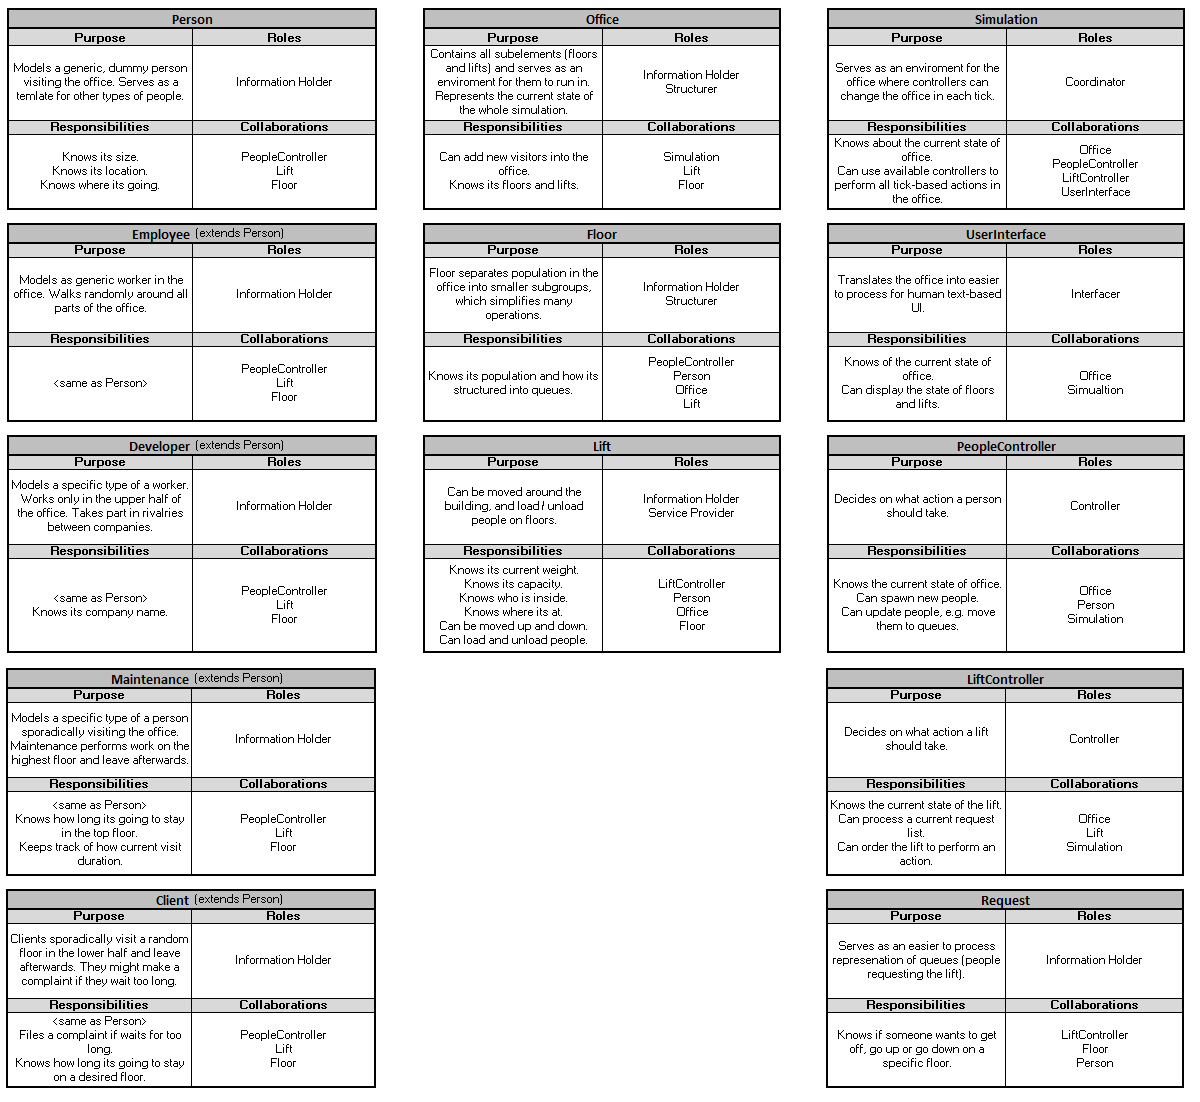 Person
Purpose
Roles
Models a generic, dummy person
visiting the office. Serves as a
temlate for other types of people.
Information Holder
Responsibilities
Collaborations
Knows its size.
Knows its location.
Knows where its going.
PeopleController
Lift
Floor
Employee (extends Person)
Purpose
Roles
Models as generic worker in the
office. Walks randomly around all
parts of the office.
Information Holder
Responsibilities
Collaborations
<same as Person>
PeopleController
Lift
Floor
Developer (extends Person)
Purpose
Roles
Models a specific type of a worker.
Works only in the upper half of
the office. Takes part in rivalries
between companies.
Information Holder
Responsibilities
Collaborations
<same as Person>
Knows its company name.
PeopleController
Lift
Floor
Maintenance (extends Person)
Purpose
Roles
Models a specific type of a person
sporadically visiting the office.
Maintenance performs work on the
highest floor and leave afterwards.
Information Holder
Responsibilities
Collaborations
<same as Person>
Knows how long its going to stay
in the top floor.
Keeps track of how current visit
duration.
PeopleController
Lift
Floor
Client (extends Person)
Purpose
Roles
Clients sporadically visit a random
floor in the lower half and leave
afterwards. They might make a
complaint if they wait too long.
Information Holder
Responsibilities
Collaborations
<same as Person>
Files a complaint if waits for too
long.
Knows how long its going to stay
on a desired floor.
PeopleController
Lift
Floor
Office
Purpose
Roles
Contains all subelements (floors
and lifts) and serves as an
enviroment for them to run in.
Represents the current state of
the whole simulation.
Information Holder
Structurer
Responsibilities
Collaborations
Can add new visitors into the
office.
Knows its floors and lifts.
Simulation
Lift
Floor
Floor
Purpose
Roles
Floor separates population in the
office into smaller subgroups,
which simplifies many
operations.
Information Holder
Structurer
Responsibilities
Collaborations
Knows its population and how its
structured into queues.
PeopleController
Person
Office
Lift
Lift
Purpose
Roles
Can be moved around the
building, and load / unload
people on floors.
Information Holder
Service Provider
Responsibilities
Collaborations
Knows its current weight.
Knows its capacity.
Knows who is inside.
Knows where its at.
Can be moved up and down.
Can load and unload people.
LiftController
Person
Office
Floor
Simulation
Purpose
Roles
Serves as an enviroment for the
office where controllers can
change the office in each tick.
Coordinator
Responsibilities
Collaborations
Knows about the current state of
office.
Can use available controllers to
perform all tick-based actions in
the office.
Office
PeopleController
LiftController
UserInterface
UserInterface
Purpose
Roles
Translates the office into easier
to process for human text-based
UI.
Interfacer
Responsibilities
Collaborations
Knows of the current state of
office.
Can display the state of floors
and lifts.
Office
Simualtion
PeopleController
Purpose
Roles
Decides on what action a person
should take.
Controller
Responsibilities
Collaborations
Knows the current state of office.
Can spawn new people.
Can update people, e.g. move
them to queues.
Office
Person
Simulation
LiftController
Purpose
Roles
Decides on what action a lift
should take.
Controller
Responsibilities
Collaborations
Knows the current state of the lift.
Can process a current request
list.
Can order the lift to perform an
action.
Office
Lift
Simulation
Request
Purpose
Roles
Serves as an easier to process
represenation of queues (people
requesting the lift).
Information Holder
Responsibilities
Collaborations
Knows if someone wants to get
off, go up or go down on a
specific floor.
LiftController
Floor
Person